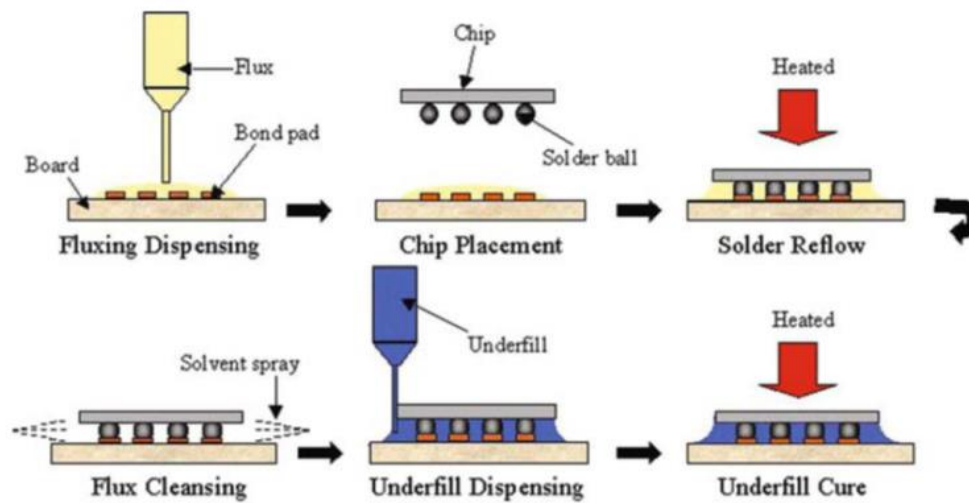 Flux
Bond pad
Board
Fluxing Dispensing
Chip
Solder ball
Chip Placement
Heated
Solder Reflow
Solvent spray
Flux Cleansing
Underfill
Underfill Dispensing
Heated
Underfill Cure